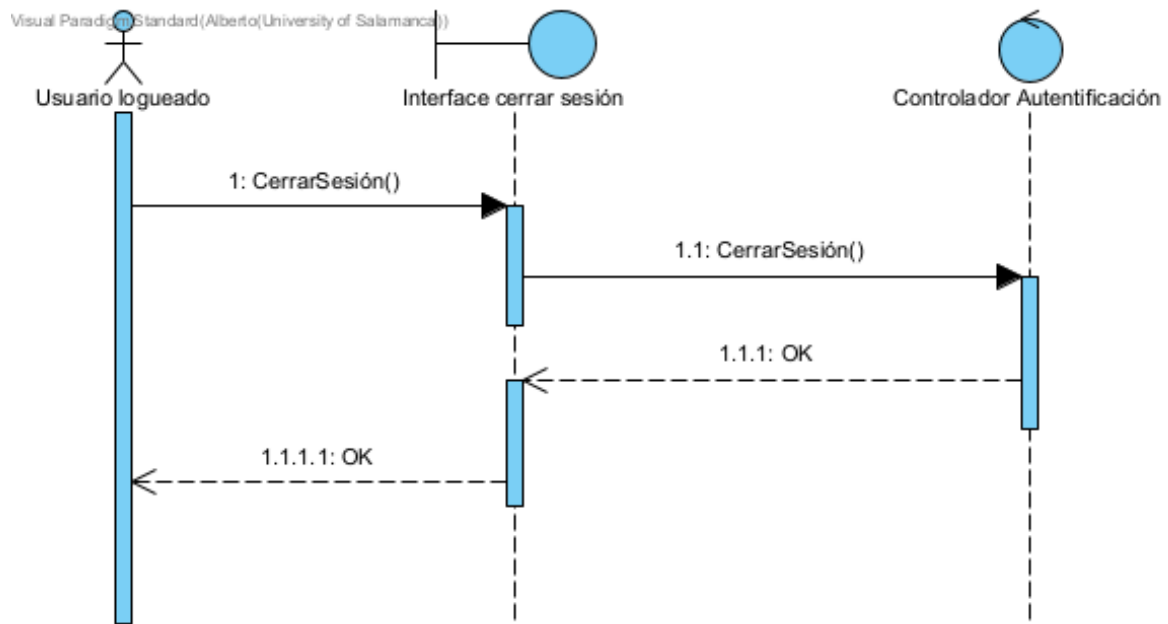 Visual Paradigm Standard(Alberto(University of Salamanca))
Usuario logueado
Interface cerrar sesión
Controlador Autentificación
1: CerrarSesión()
1.1: CerrarSesión()
1.1.1: OK
1.1.1.1: OK